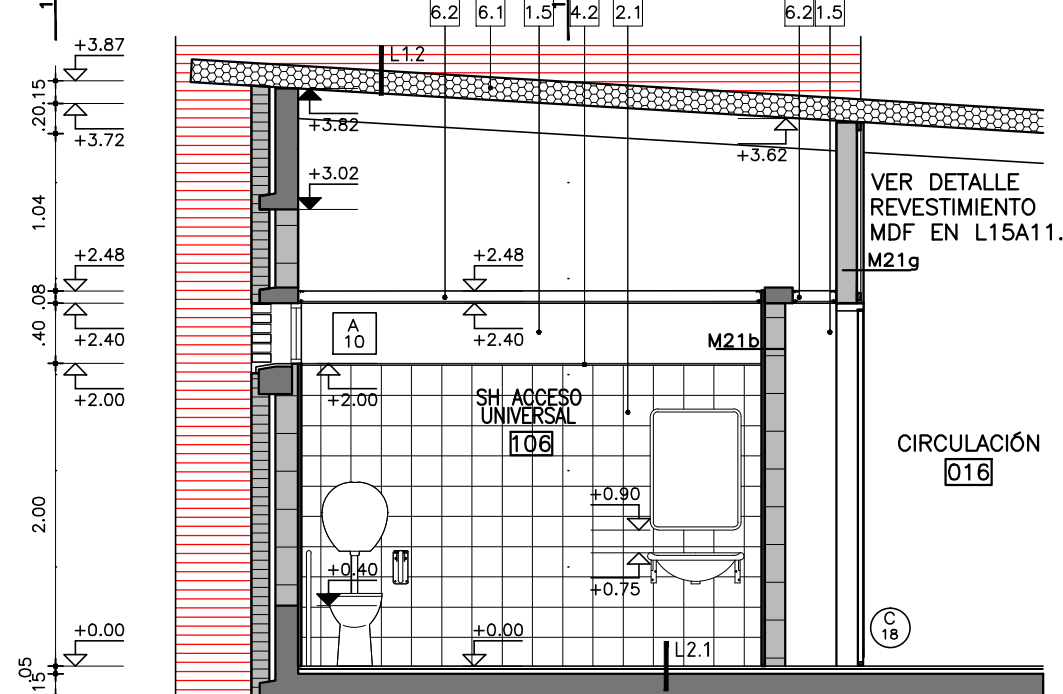 1
6.2 6.1 1.5 1 4.2 2.1 6.2 1.5
+3.87
L1.2
.15
.20
+3.82
+3.72
+3.62
+3.02
VER DETALLE
REVESTIMIENTO
MDF EN L15A11.
1.04
M21g
+2.48
+2.48
.08
A
10
.40
+2.40
+2.40
M21b
+2.00
+2.00
SH ACCESO
UNIVERSAL
106
CIRCULACIÓN
016
2.00
+0.90
+0.40
+0.75
C
18
+0.00
+0.00
L2.1
.05
.15